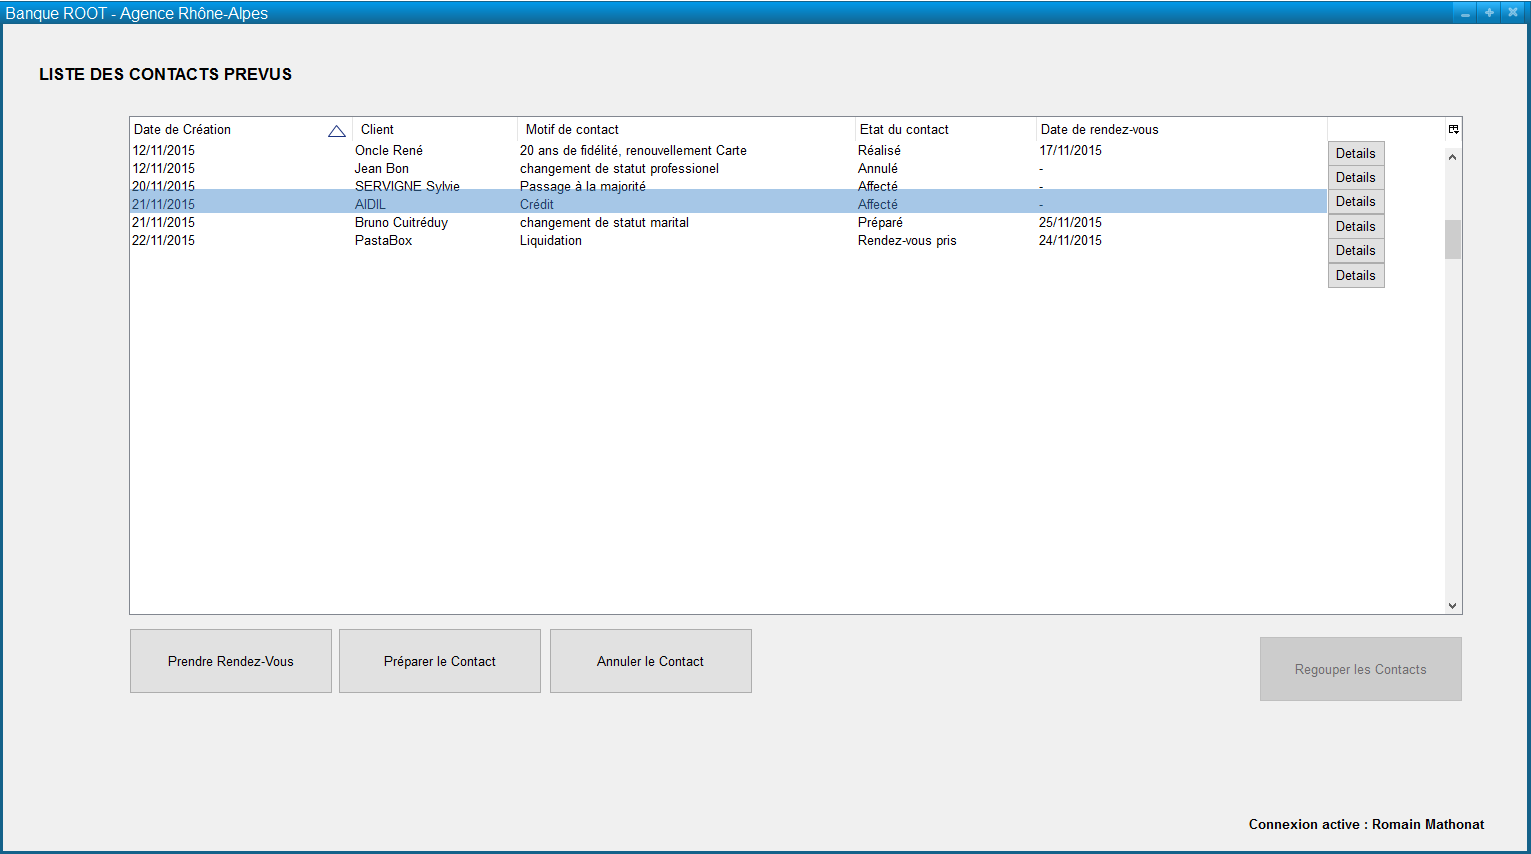 Banque ROOT - Agence Rhône-Alpes
LISTE DES CONTACTS PREVUS
Date de Création Client Motif de contact Etat du contact Date de rendez-vous
12/11/2015 Oncle René 20 ans de fidélité, renouvellement Carte Réalisé 17/11/2015 Details
12/11/2015 Jean Bon changement de statut professionel Annulé - Details
20/11/2015 SERVIGNE Sylvie Passage à la majorité Affecté - Details
21/11/2015 AIDIL Crédit Affecté - Details
21/11/2015 Bruno Cuitréduy changement de statut marital Préparé 25/11/2015 Details
22/11/2015 PastaBox Liquidation Rendez-vous pris 24/11/2015 Details
Prendre Rendez-Vous Préparer le Contact Annuler le Contact Regouper les Contacts
Connexion active : Romain Mathonat